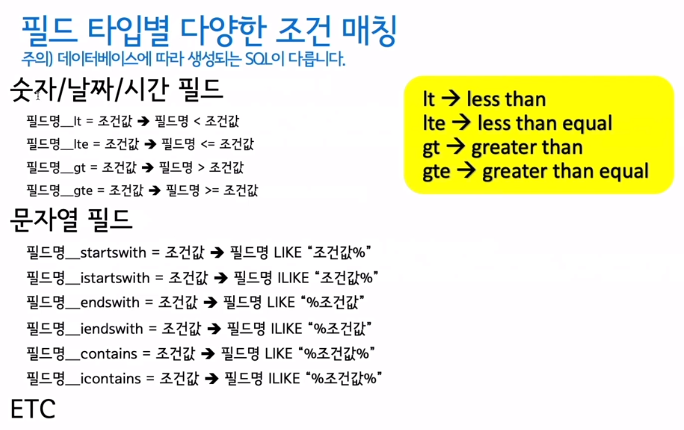 필드 타입별 다양한 조건 매칭
주의) 데이터베이스에 따라 생성되는 SQL이 다릅니다.
숫자/날짜/시간 필드
필드명__lt = 조건값 ➔ 필드명 < 조건값
필드명__lte = 조건값 ➔ 필드명 <= 조건값
필드명__gt = 조건값 ➔ 필드명 > 조건값
필드명__gte = 조건값 ➔ 필드명 >= 조건값
lt → less than
lte → less than equal
gt → greater than
gte → greater than equal
문자열 필드
필드명__startswith = 조건값 ➔ 필드명 LIKE “조건값%”
필드명__istartswith = 조건값 ➔ 필드명 ILIKE “조건값%”
필드명__endswith = 조건값 ➔ 필드명 LIKE “%조건값”
필드명__iendswith = 조건값 ➔ 필드명 ILIKE “%조건값”
필드명__contains = 조건값 ➔ 필드명 LIKE “%조건값%”
필드명__icontains = 조건값 ➔ 필드명 ILIKE “%조건값%”
ETC